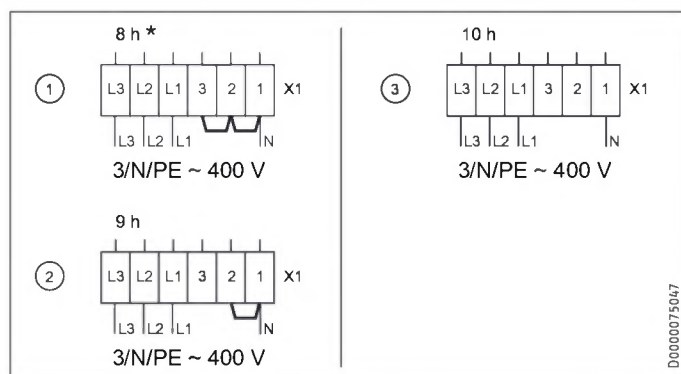 8 h *
1 L3 L2 L1 3 2 1 X1
L3 L2 L1 N
3/N/PE ~ 400 V
9 h
2 L3 L2 L1 3 2 1 X1
L3 L2 L1 N
3/N/PE ~ 400 V
10 h
3 L3 L2 L1 3 2 1 X1
L3 L2 L1 N
3/N/PE ~ 400 V
D0000075047